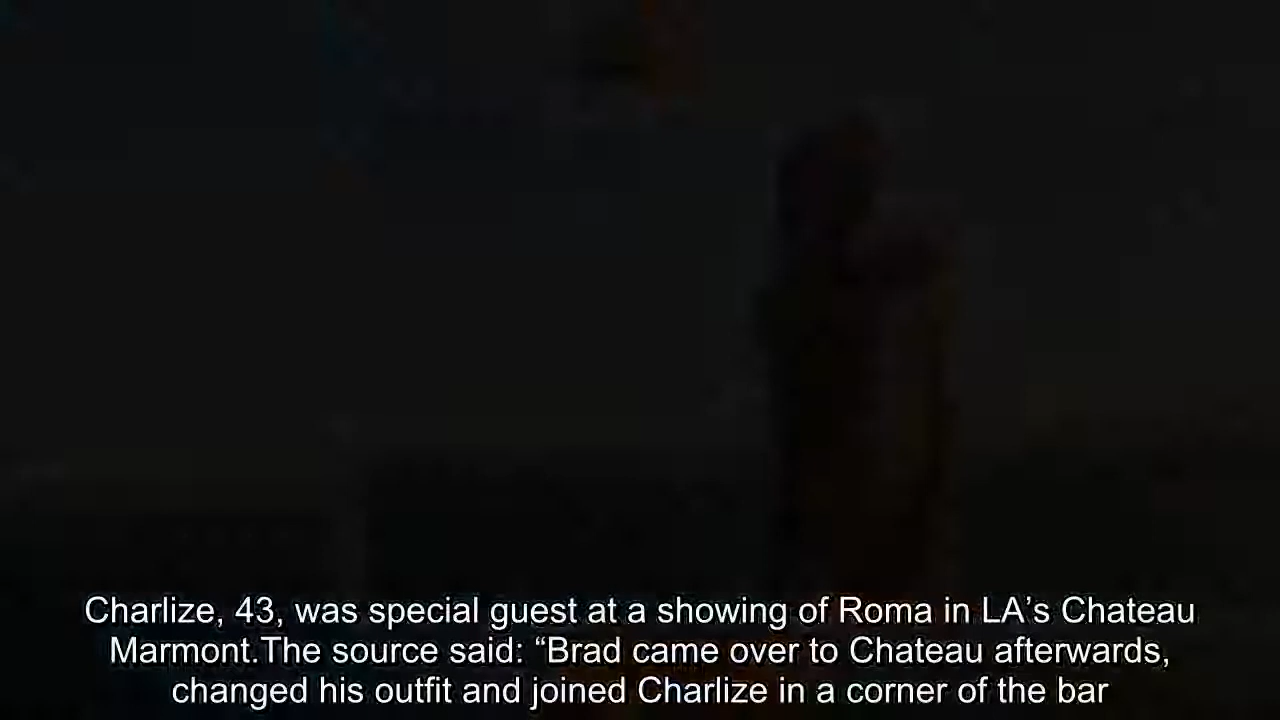 Charlize, 43, was special guest at a showing of Roma in LA’s Chateau
Marmont.The source said: “Brad came over to Chateau afterwards,
changed his outfit and joined Charlize in a corner of the bar